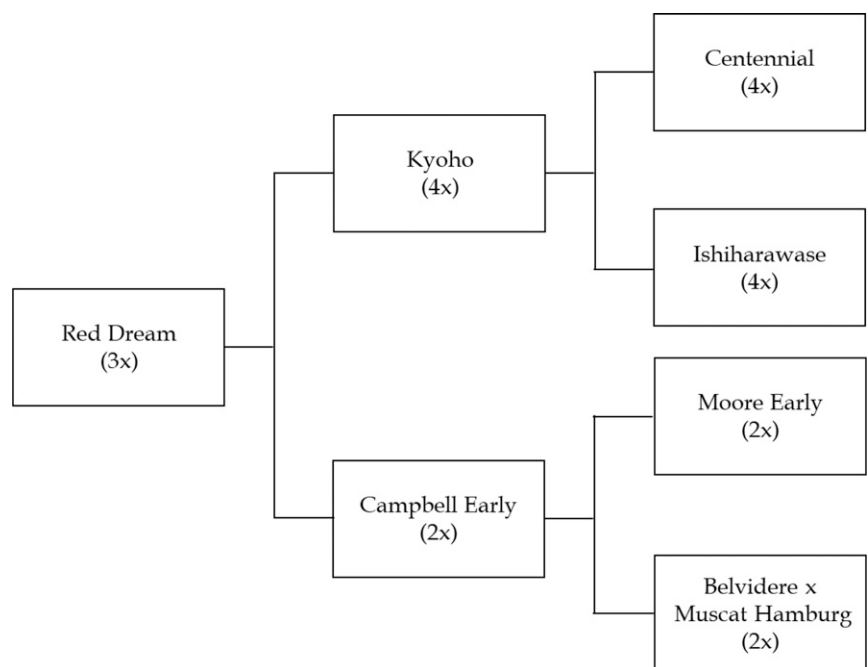 Centennial
(4x)
Kyoho
(4x)
Ishiharawase
(4x)
Red Dream
(3x)
Moore Early
(2x)
Campbell Early
(2x)
Belvidere x
Muscat Hamburg
(2x)